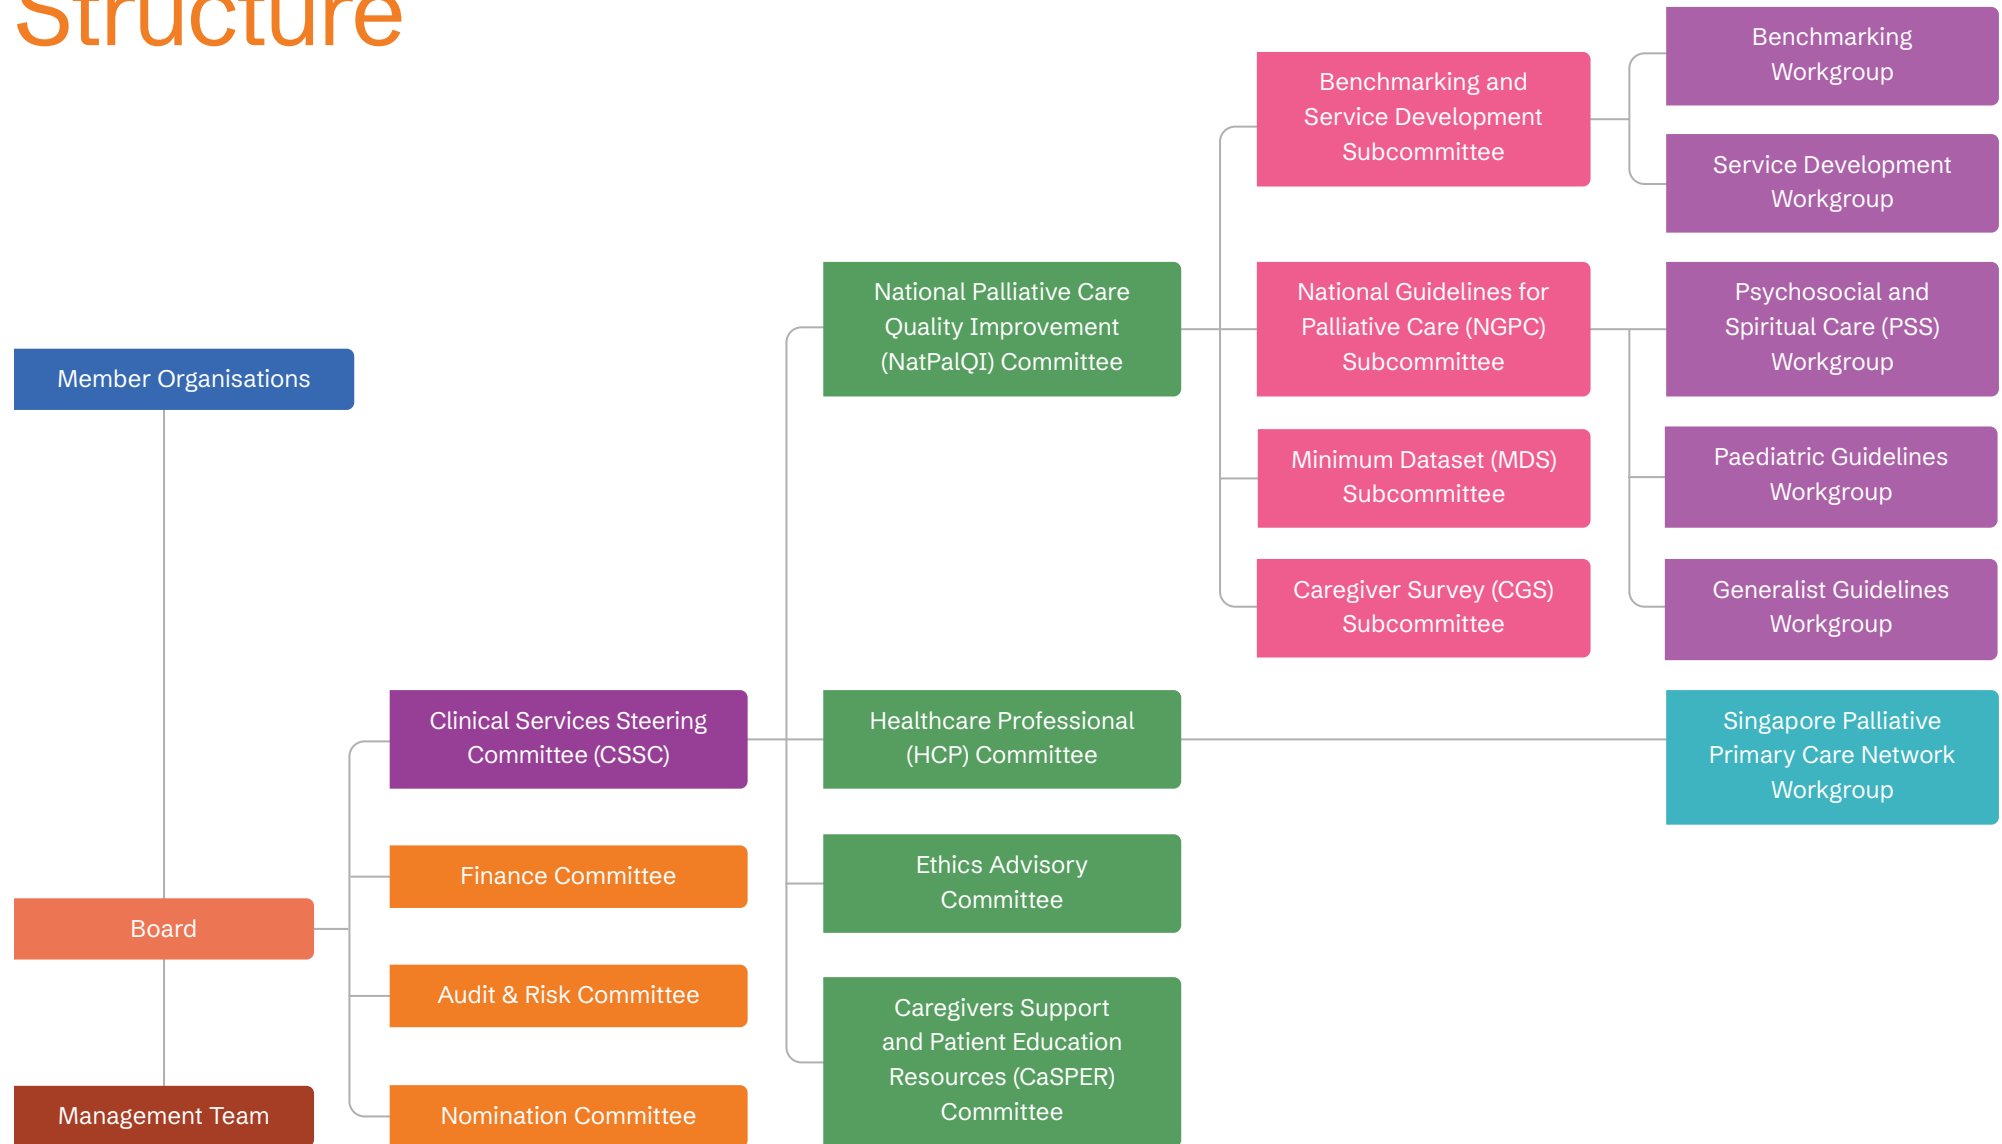 Structure
Member Organisations
Board
Management Team
Clinical Services Steering
Committee (CSSC)
Finance Committee
Audit & Risk Committee
Nomination Committee
National Palliative Care
Quality Improvement
(NatPalQI) Committee
Healthcare Professional
(HCP) Committee
Ethics Advisory
Committee
Caregivers Support
and Patient Education
Resources (CaSPER)
Committee
Benchmarking and
Service Development
Subcommittee
National Guidelines for
Palliative Care (NGPC)
Subcommittee
Minimum Dataset (MDS)
Subcommittee
Caregiver Survey (CGS)
Subcommittee
Benchmarking
Workgroup
Service Development
Workgroup
Psychosocial and
Spiritual Care (PSS)
Workgroup
Paediatric Guidelines
Workgroup
Generalist Guidelines
Workgroup
Singapore Palliative
Primary Care Network
Workgroup